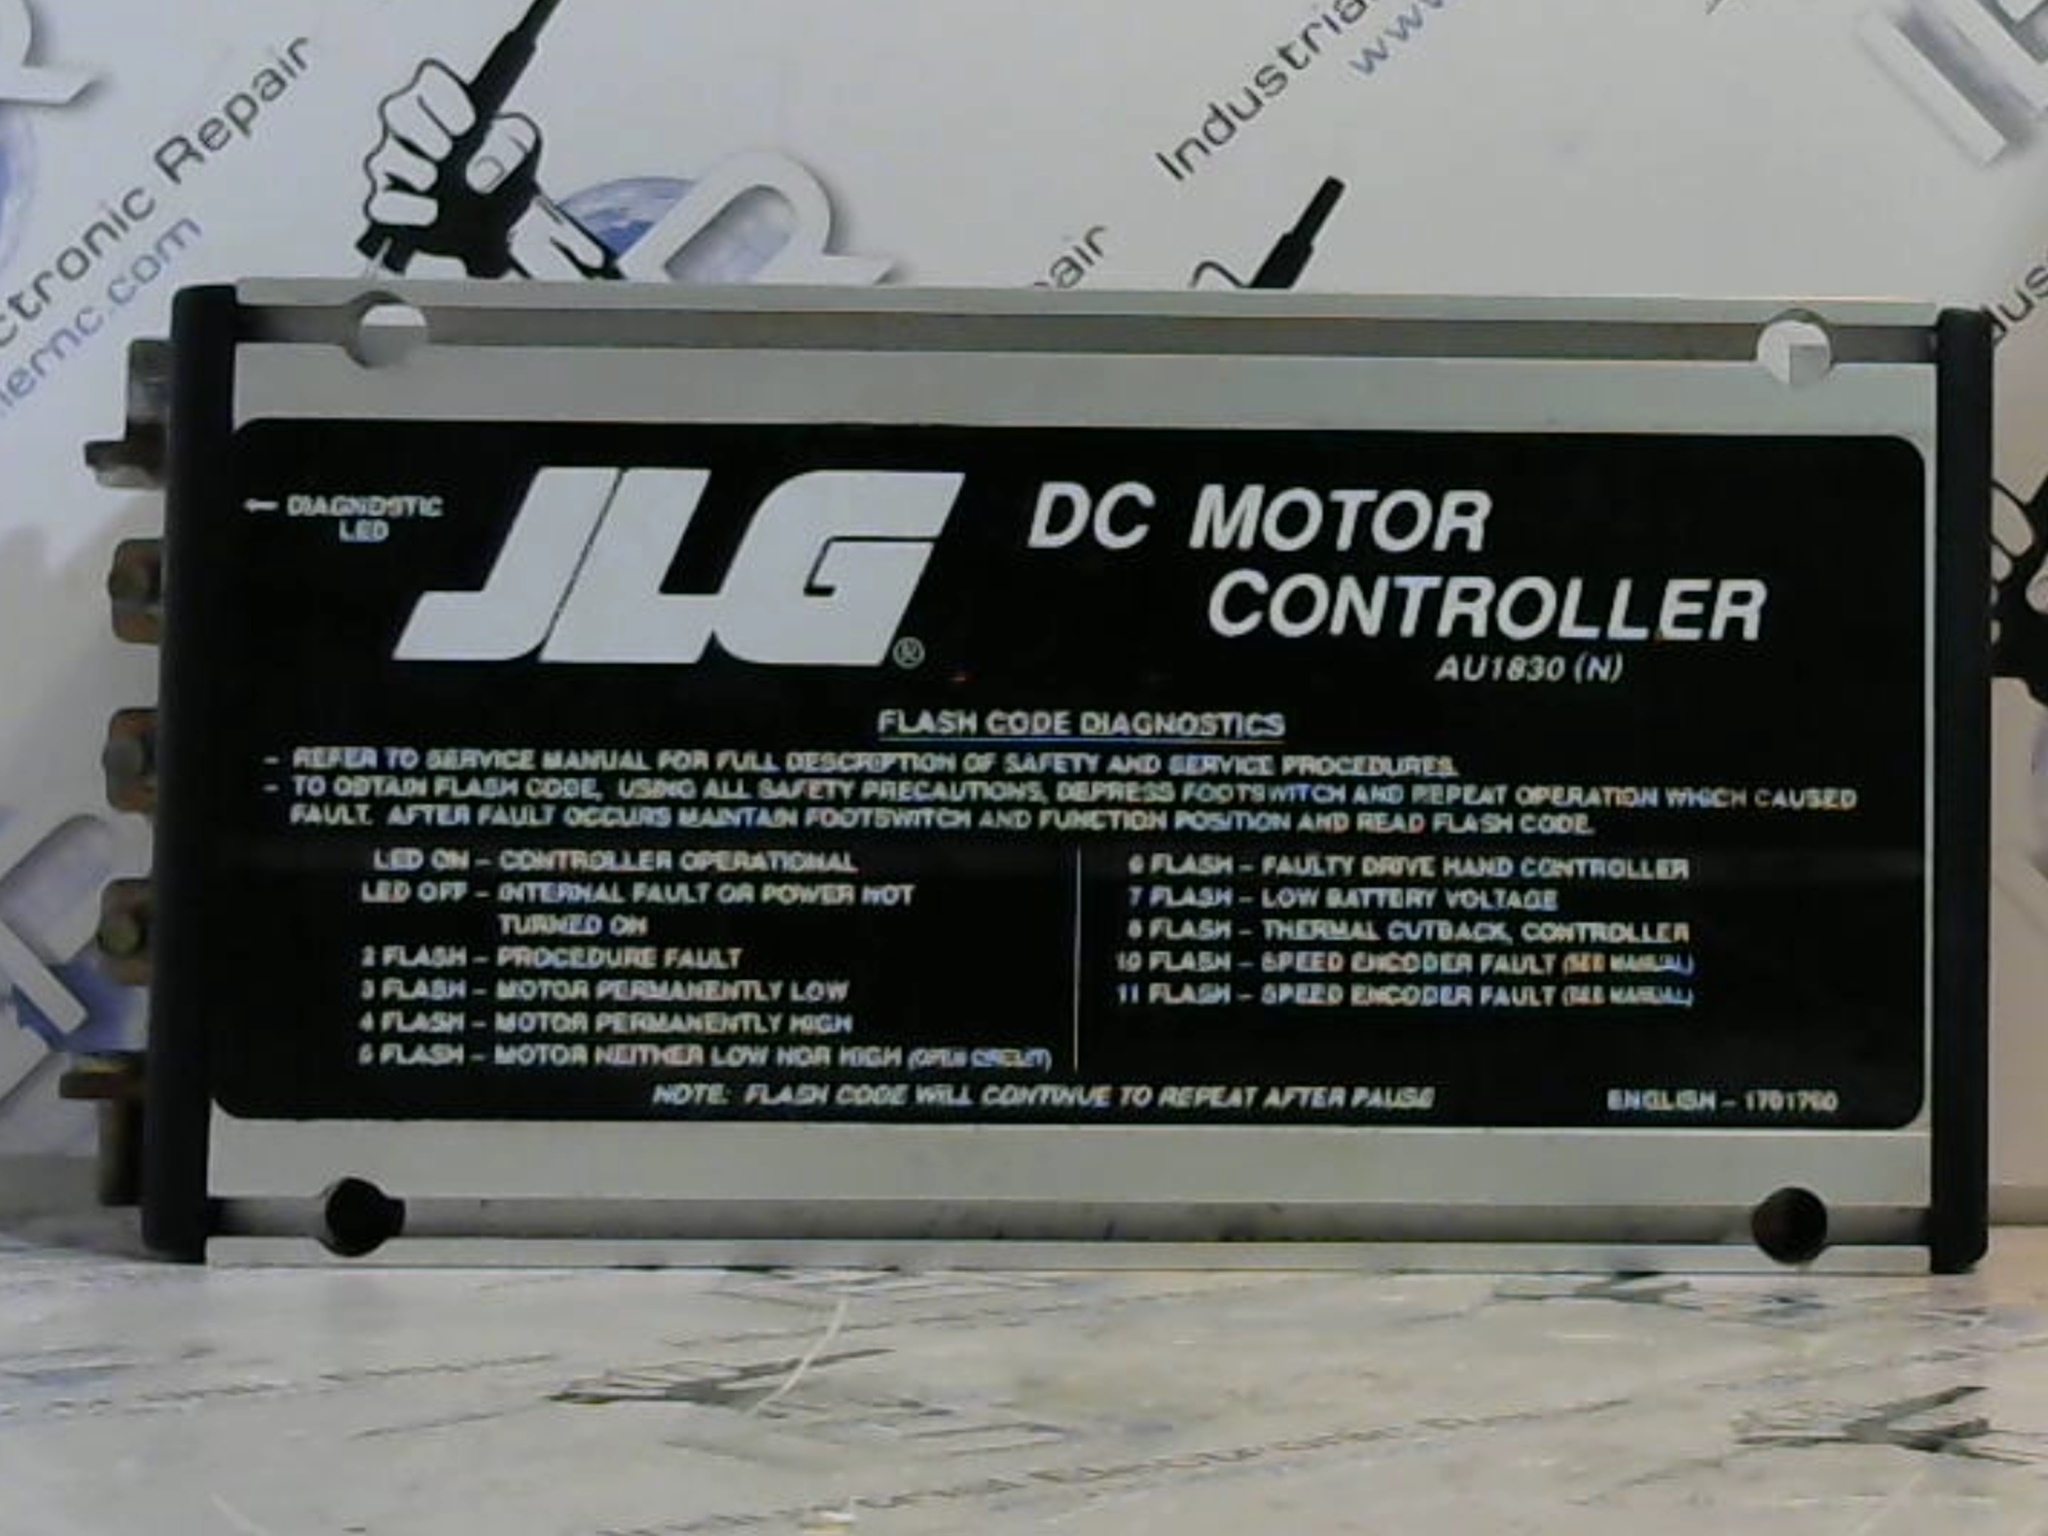 ctronic Repair
iernc.com
Industrial
www.
air
← DIAGNOSTIC
LED
JLG®
DC MOTOR
CONTROLLER
AU1830 (N)
FLASH CODE DIAGNOSTICS
- REFER TO SERVICE MANUAL FOR FULL DESCRIPTION OF SAFETY AND SERVICE PROCEDURES.
- TO OBTAIN FLASH CODE, USING ALL SAFETY PRECAUTIONS, DEPRESS FOOTSWITCH AND REPEAT OPERATION WHICH CAUSED
FAULT. AFTER FAULT OCCURS MAINTAIN FOOTSWITCH AND FUNCTION POSITION AND READ FLASH CODE.
LED ON - CONTROLLER OPERATIONAL
LED OFF - INTERNAL FAULT OR POWER NOT
TURNED ON
2 FLASH - PROCEDURE FAULT
3 FLASH - MOTOR PERMANENTLY LOW
4 FLASH - MOTOR PERMANENTLY HIGH
5 FLASH - MOTOR NEITHER LOW NOR HIGH (OPEN CIRCUIT)
6 FLASH - FAULTY DRIVE HAND CONTROLLER
7 FLASH - LOW BATTERY VOLTAGE
8 FLASH - THERMAL CUTBACK, CONTROLLER
10 FLASH - SPEED ENCODER FAULT (SEE MANUAL)
11 FLASH - SPEED ENCODER FAULT (SEE MANUAL)
NOTE: FLASH CODE WILL CONTINUE TO REPEAT AFTER PAUSE
ENGLISH - 1701760